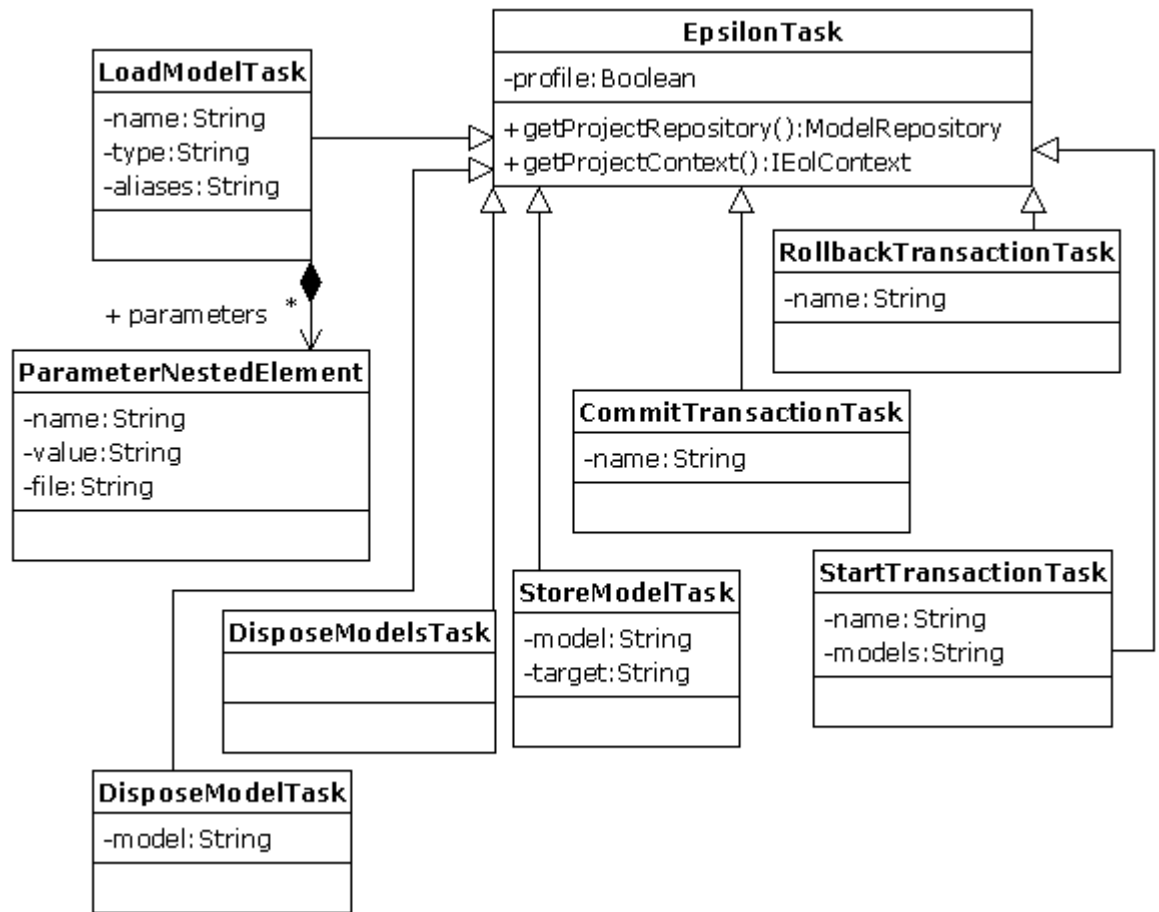 EpsilonTask
-profile:Boolean
+getProjectRepository():ModelRepository
+getProjectContext():IEolContext
LoadModelTask
-name:String
-type:String
-aliases:String
+ parameters
*
ParameterNestedElement
-name:String
-value:String
-file:String
RollbackTransactionTask
-name:String
CommitTransactionTask
-name:String
StartTransactionTask
-name:String
-models:String
StoreModelTask
-model:String
-target:String
DisposeModelsTask
DisposeModelTask
-model:String